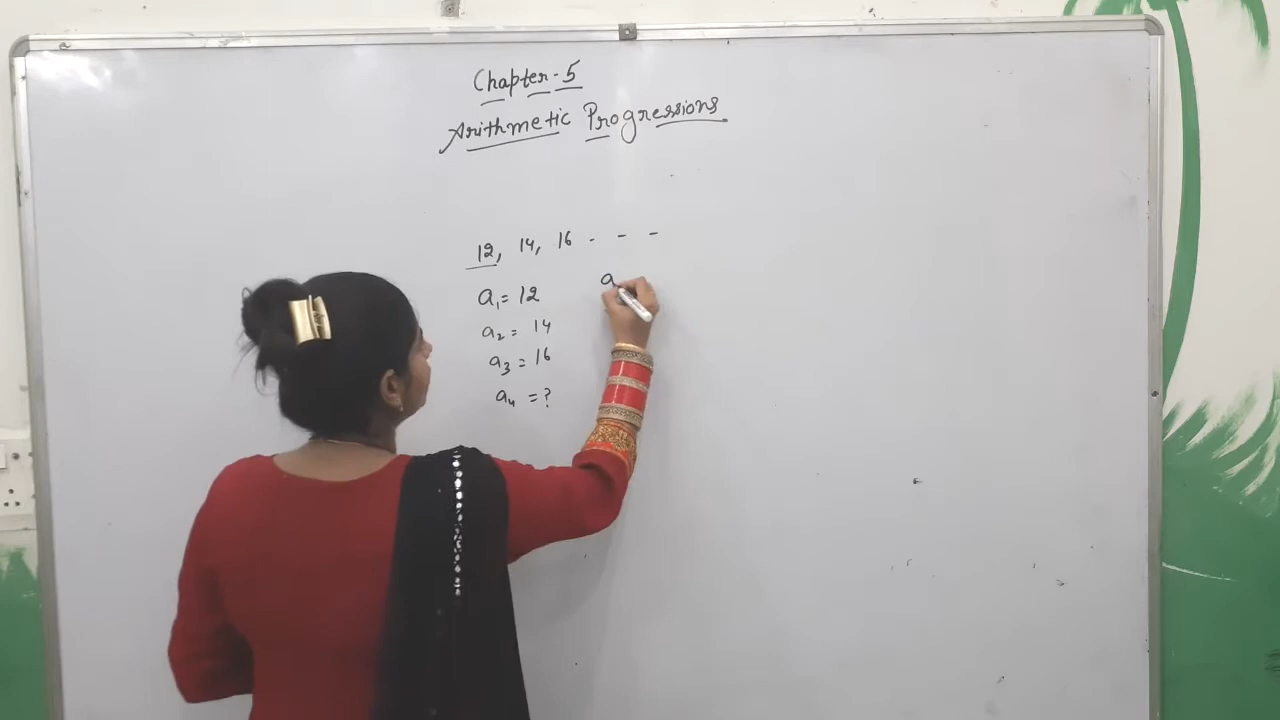 Chapter-5
Arithmetic Progressions
12, 14, 16 - - -
a₁= 12
a
a₂ = 14
a₃ = 16
a₄ = ?